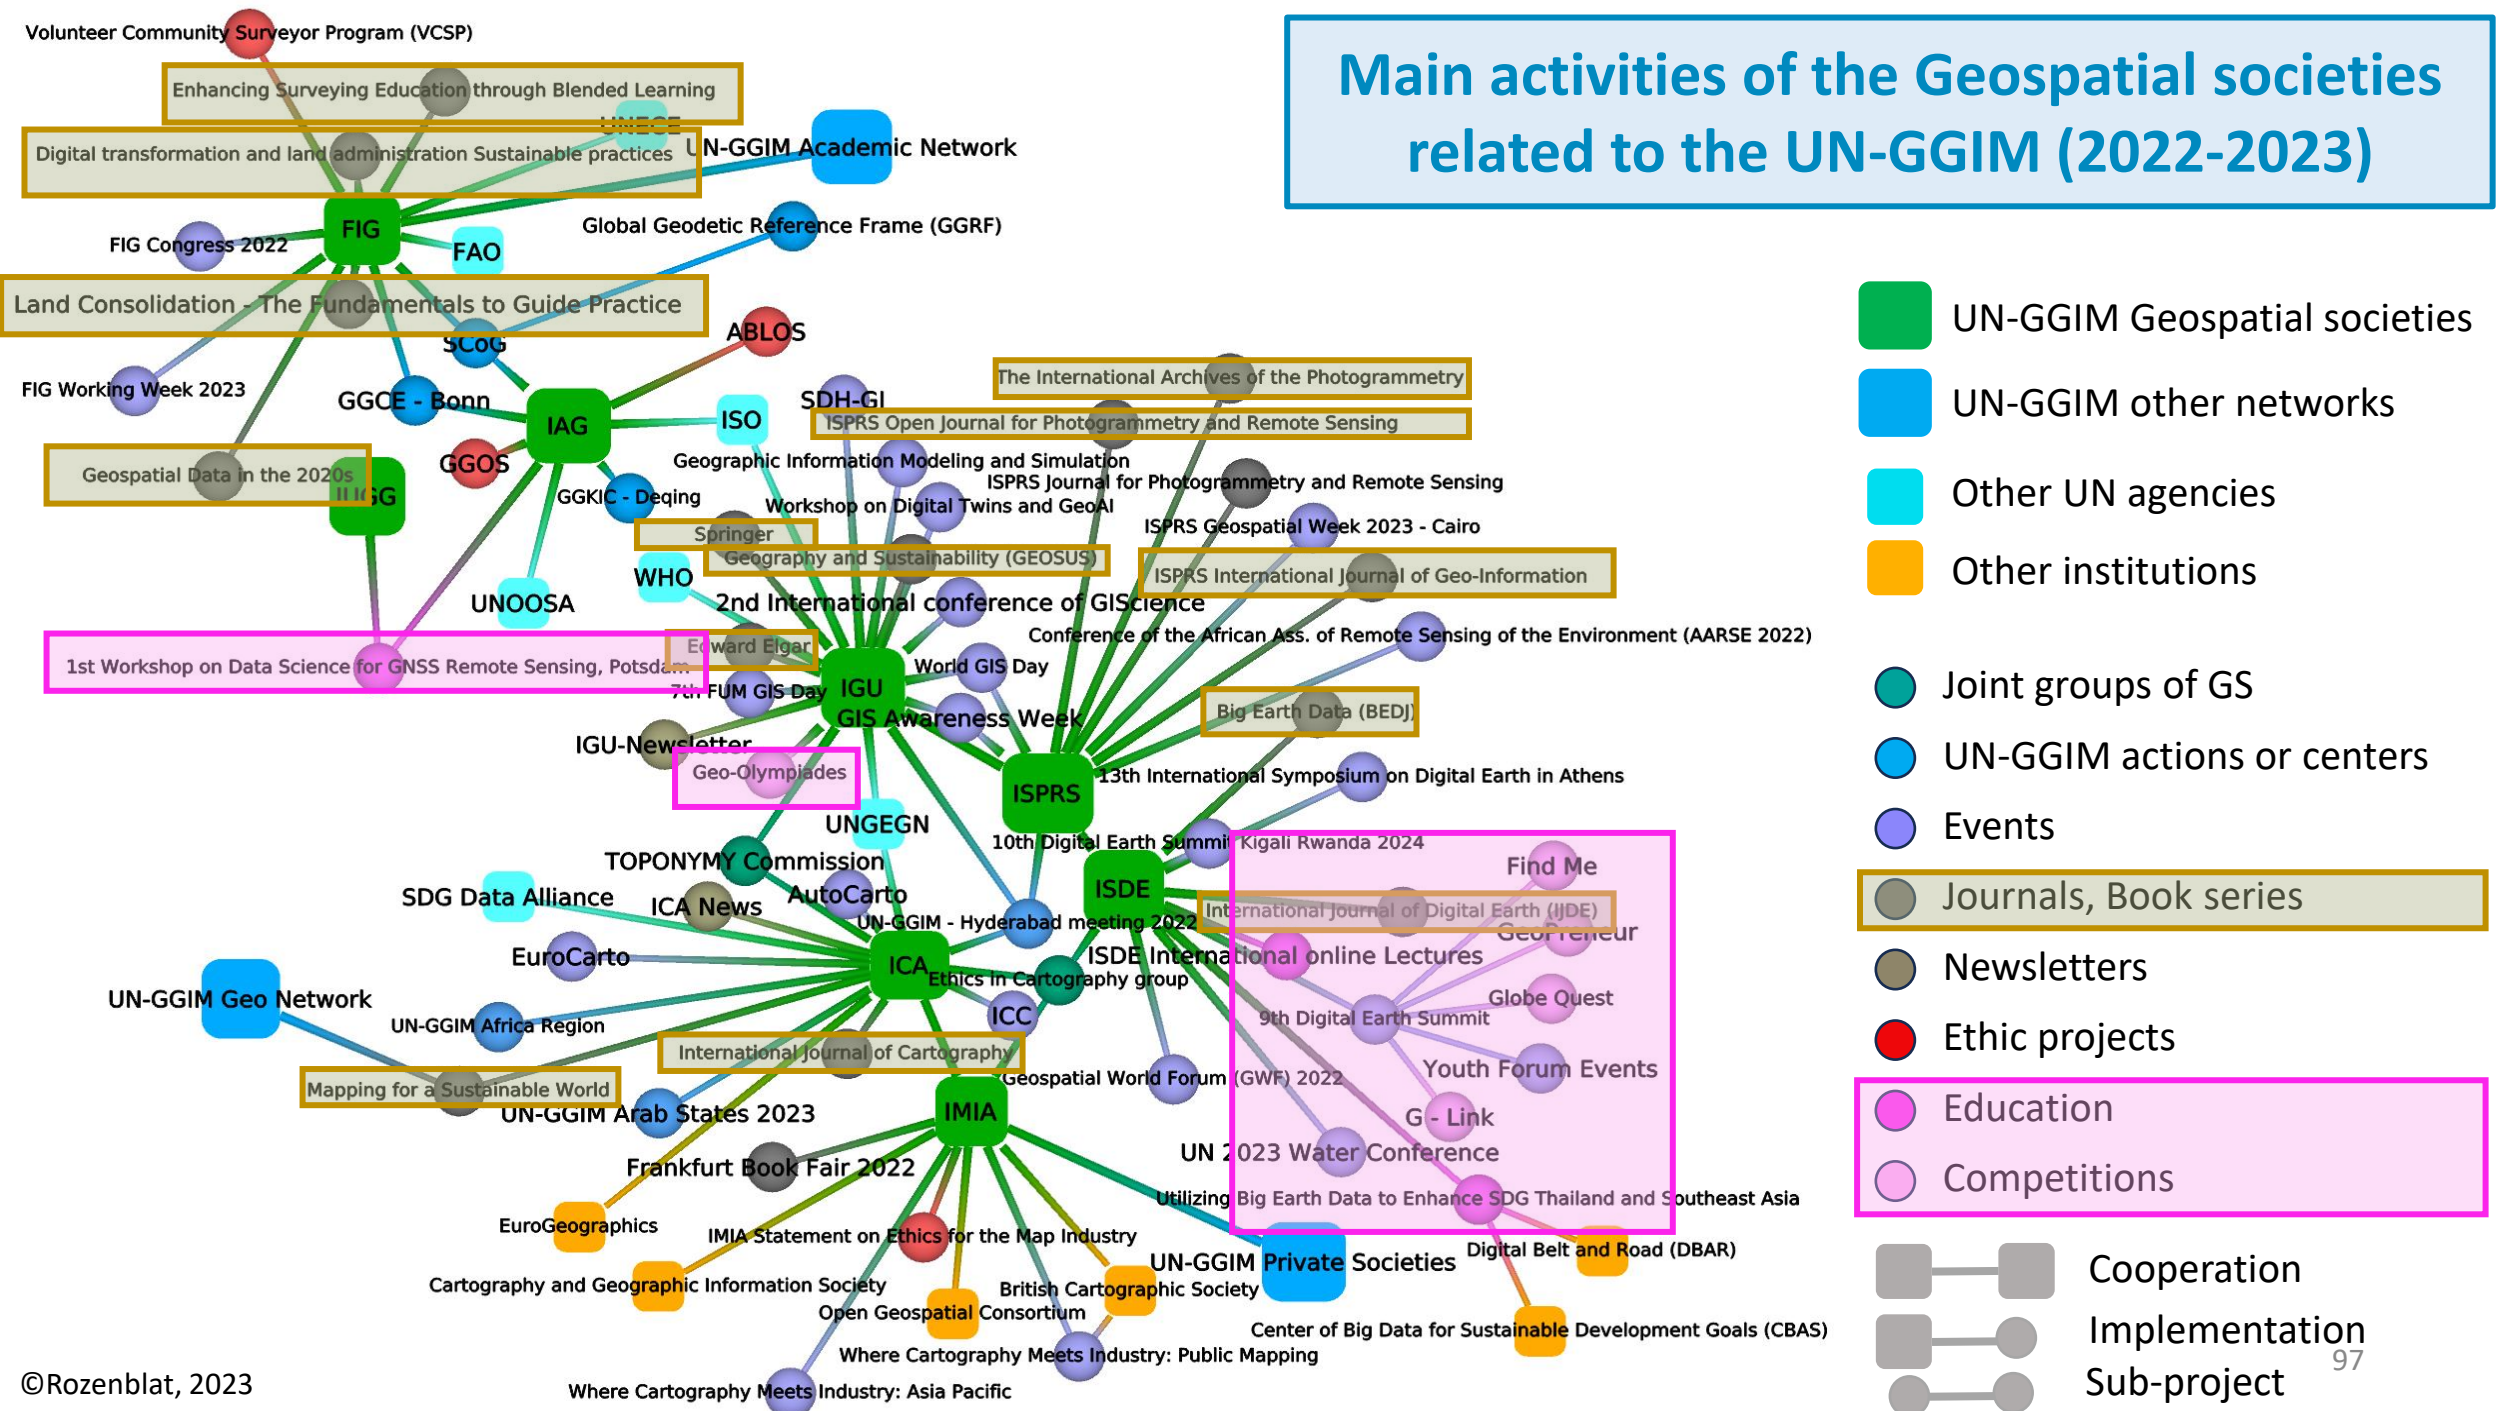 Main activities of the Geospatial societies
related to the UN-GGIM (2022-2023)
Volunteer Community Surveyor Program (VCSP)
Enhancing Surveying Education through Blended Learning
UNECE
Digital transformation and land administration Sustainable practices
UN-GGIM Academic Network
FIG
Global Geodetic Reference Frame (GGRF)
FIG Congress 2022
FAO
Land Consolidation - The Fundamentals to Guide Practice
ABLOS
SCoG
FIG Working Week 2023
GGCE - Bonn
IAG
ISO
SDH-GI
The International Archives of the Photogrammetry
ISPRS Open Journal for Photogrammetry and Remote Sensing
GGOS
Geographic Information Modeling and Simulation
Geospatial Data in the 2020s
IUGG
ISPRS Journal for Photogrammetry and Remote Sensing
GGKIC - Deqing
Workshop on Digital Twins and GeoAI
ISPRS Geospatial Week 2023 - Cairo
Springer
Geography and Sustainability (GEOSUS)
WHO
ISPRS International Journal of Geo-Information
UNOOSA
2nd International conference of GIScience
Conference of the African Ass. of Remote Sensing of the Environment (AARSE 2022)
Edward Elgar
1st Workshop on Data Science for GNSS Remote Sensing, Potsdam
World GIS Day
7th FUM GIS Day
IGU
GIS Awareness Week
Big Earth Data (BEDJ)
IGU-Newsletter
Geo-Olympiades
13th International Symposium on Digital Earth in Athens
ISPRS
UNGEGN
10th Digital Earth Summit Kigali Rwanda 2024
TOPONYMY Commission
Find Me
ISDE
SDG Data Alliance
ICA News
AutoCarto
International Journal of Digital Earth (IJDE)
UN-GGIM - Hyderabad meeting 2022
GeoPreneur
EuroCarto
ICA
ISDE International online Lectures
Ethics in Cartography group
UN-GGIM Geo Network
Globe Quest
ICC
9th Digital Earth Summit
UN-GGIM Africa Region
International Journal of Cartography
Youth Forum Events
Geospatial World Forum (GWF) 2022
Mapping for a Sustainable World
UN-GGIM Arab States 2023
IMIA
G - Link
UN 2023 Water Conference
Frankfurt Book Fair 2022
Utilizing Big Earth Data to Enhance SDG Thailand and Southeast Asia
EuroGeographics
IMIA Statement on Ethics for the Map Industry
Digital Belt and Road (DBAR)
UN-GGIM Private Societies
Cartography and Geographic Information Society
British Cartographic Society
Open Geospatial Consortium
Center of Big Data for Sustainable Development Goals (CBAS)
Where Cartography Meets Industry: Public Mapping
Where Cartography Meets Industry: Asia Pacific
UN-GGIM Geospatial societies
UN-GGIM other networks
Other UN agencies
Other institutions
Joint groups of GS
UN-GGIM actions or centers
Events
Journals, Book series
Newsletters
Ethic projects
Education
Competitions
Cooperation
Implementation
Sub-project
97
©Rozenblat, 2023